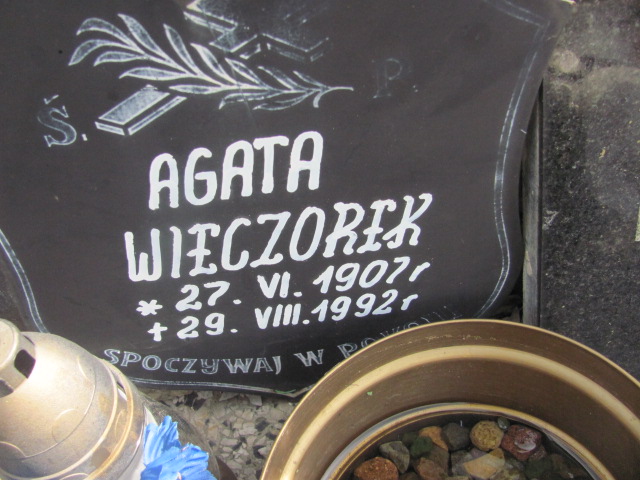 Ś. P
AGATA
WIECZOREK
* 27. VI. 1907r
+ 29. VIII. 1992r
SPOCZYWAJ W